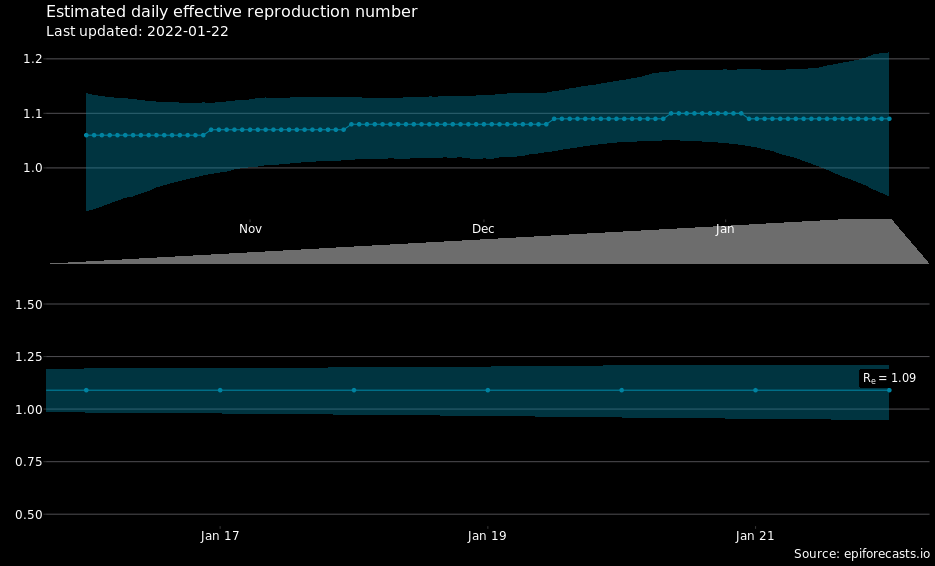 Estimated daily effective reproduction number
Last updated: 2022-01-22
1.2
1.1
1.0
Nov Dec Jan
1.50
1.25
Re = 1.09
1.00
0.75
0.50
Jan 17 Jan 19 Jan 21
Source: epiforecasts.io